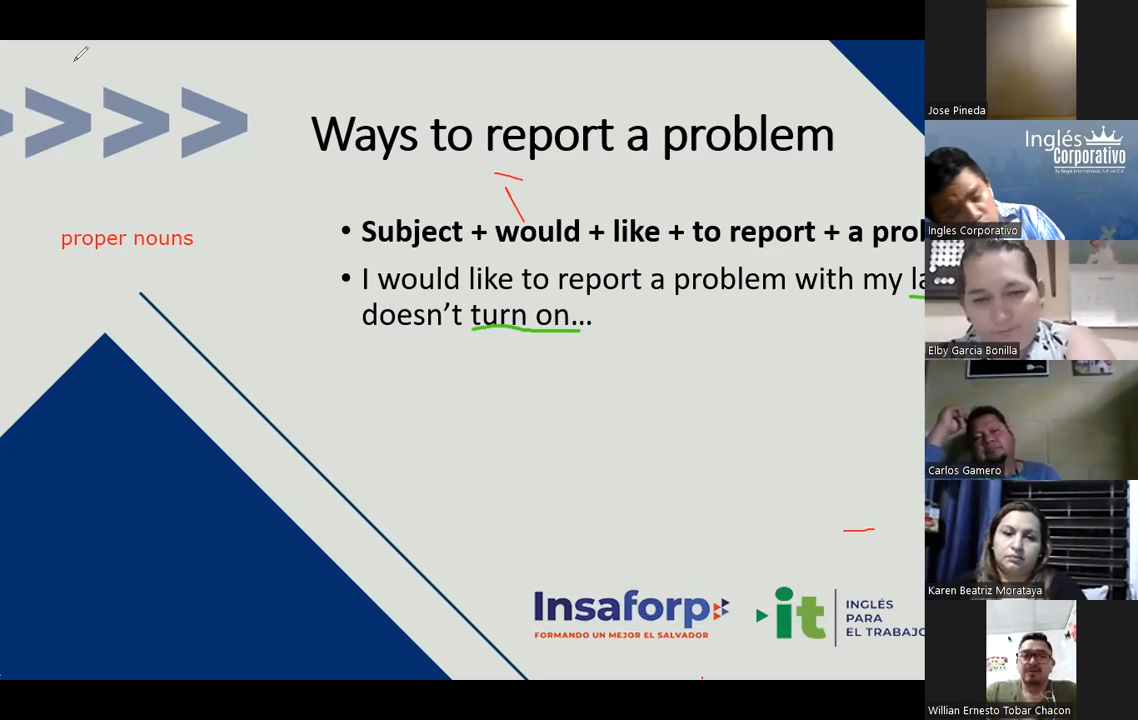 Ways to report a problem
proper nouns
• Subject + would + like + to report + a
• I would like to report a problem with my
doesn't turn on...
Insaforp
FORMANDO UN MEJOR EL SALVADOR
it
INGLÉS
PARA
EL TRABAJO
Jose Pineda
Inglés
Corporativo
Ingles Corporativo
Elby Garcia Bonilla
Carlos Gamero
Karen Beatriz Morataya
Willian Ernesto Tobar Chacon